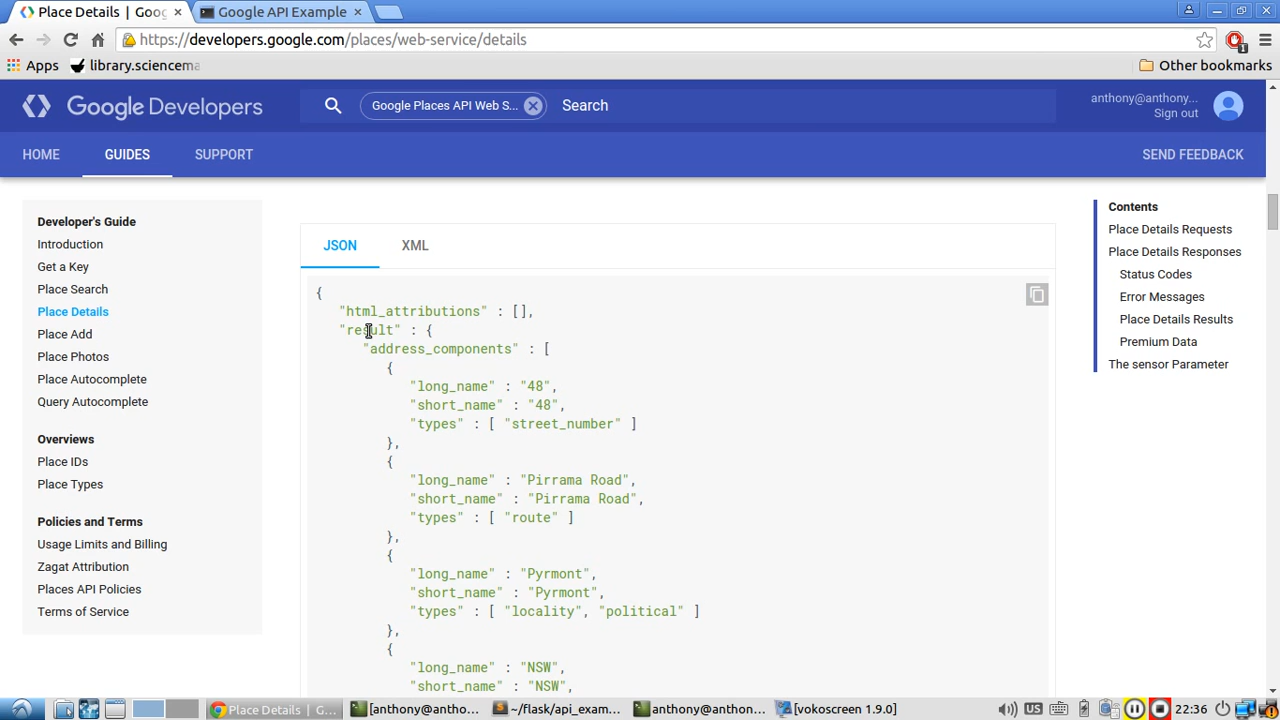 Place Details | Goog
Google API Example
https://developers.google.com/places/web-service/details
Apps
library.sciencema
Other bookmarks
Google Developers
Google Places API Web S...
Search
anthony@anthony...
Sign out
HOME
GUIDES
SUPPORT
SEND FEEDBACK
Developer's Guide
Introduction
Get a Key
Place Search
Place Details
Place Add
Place Photos
Place Autocomplete
Query Autocomplete
Overviews
Place IDs
Place Types
Policies and Terms
Usage Limits and Billing
Zagat Attribution
Places API Policies
Terms of Service
JSON
XML
{
"html_attributions" : [],
"result" : {
"address_components" : [
{
"long_name" : "48",
"short_name" : "48",
"types" : [ "street_number" ]
},
{
"long_name" : "Pirrama Road",
"short_name" : "Pirrama Road",
"types" : [ "route" ]
},
{
"long_name" : "Pyrmont",
"short_name" : "Pyrmont",
"types" : [ "locality", "political" ]
},
{
"long_name" : "NSW",
"short_name" : "NSW",
Contents
Place Details Requests
Place Details Responses
Status Codes
Error Messages
Place Details Results
Premium Data
The sensor Parameter
Place Details | G...
[anthony@antho...
~/flask/api_exam...
anthony@anthon...
[vokoscreen 1.9.0]
US
22:36